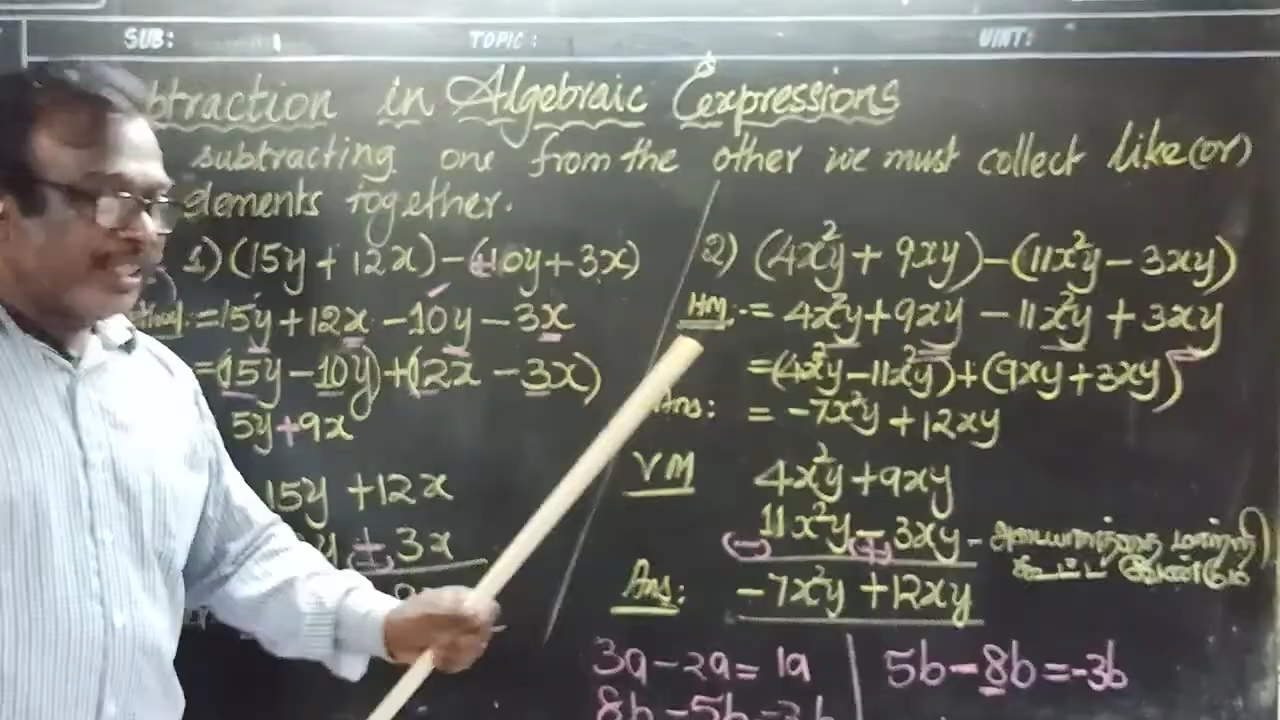 SUB: TOPIC: UNIT:
btraction in Algebraic Expressions
subtracting one from the other we must collect like (or)
elements together.
1) (15y + 12x) - (+10y + 3x)
= 15y + 12x - 10y - 3x
= (15y - 10y) + (12x - 3x)
5y + 9x
15y + 12x
y + 3x
2) (4x²y + 9xy) - (11x²y - 3xy)
HM: = 4x²y + 9xy - 11x²y + 3xy
= (4x²y - 11x²y) + (9xy + 3xy)
Ans: = -7x²y + 12xy
VM 4x²y + 9xy
11x²y - 3xy - அடையாளத்தை மாற்றி
(-) (+) கூட்ட வேண்டும்
Ans: -7x²y + 12xy
3a - 2a = 1a
8b - 5b = 3b
5b - 8b = -3b